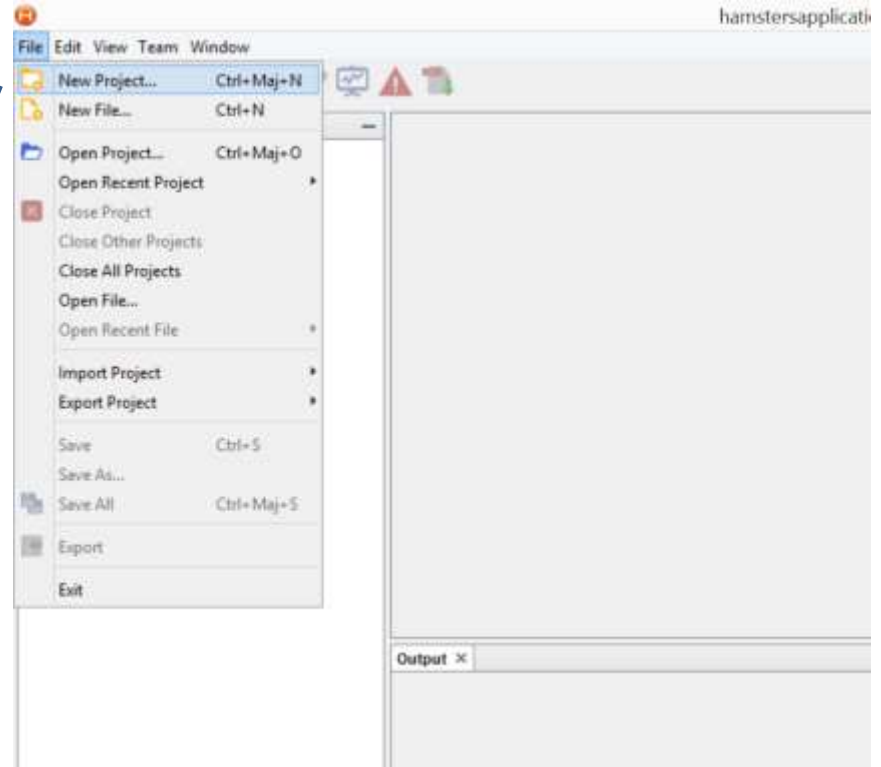 hamstersapplicati
File Edit View Team Window
New Project... Ctrl+Maj+N
New File... Ctrl+N
Open Project... Ctrl+Maj+O
Open Recent Project
Close Project
Close Other Projects
Close All Projects
Open File...
Open Recent File
Import Project
Export Project
Save Ctrl+S
Save As...
Save All Ctrl+Maj+S
Export
Exit
Output